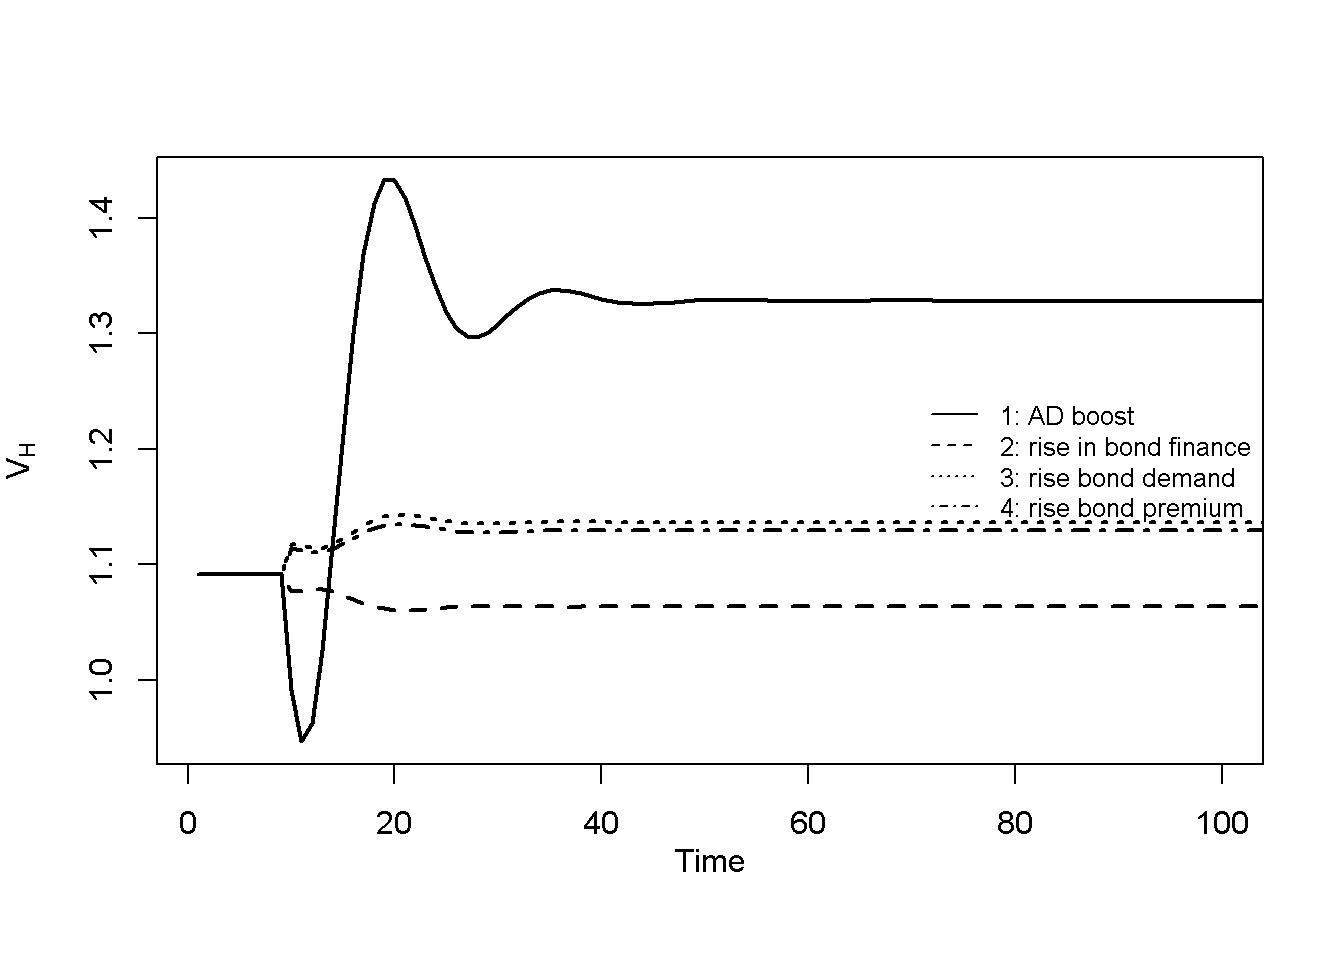 1.4
1.3
1.2
1.1
1.0
V_H
1: AD boost
2: rise in bond finance
3: rise bond demand
4: rise bond premium
0 20 40 60 80 100
Time